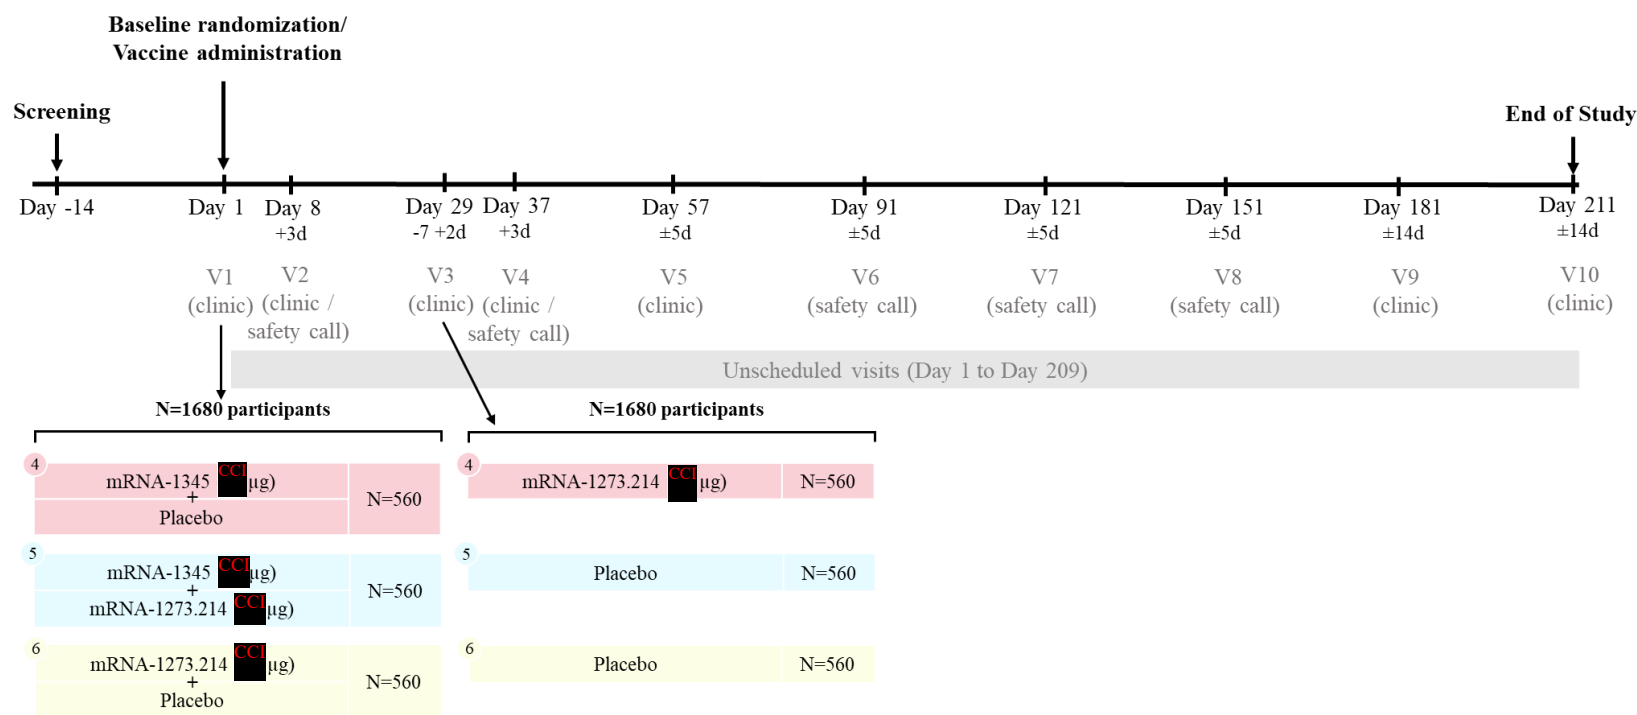 Baseline randomization/
Vaccine administration
Screening
End of Study
Day -14
Day 1
Day 8
+3d
Day 29
-7 +2d
Day 37
+3d
Day 57
±5d
Day 91
±5d
Day 121
±5d
Day 151
±5d
Day 181
±14d
Day 211
±14d
V1
(clinic)
V2
(clinic /
safety call)
V3
(clinic)
V4
(clinic /
safety call)
V5
(clinic)
V6
(safety call)
V7
(safety call)
V8
(safety call)
V9
(clinic)
V10
(clinic)
Unscheduled visits (Day 1 to Day 209)
N=1680 participants
4
mRNA-1345 CCI µg)
+
Placebo
N=560
5
mRNA-1345 CCI µg)
+
mRNA-1273.214 CCI µg)
N=560
6
mRNA-1273.214 CCI µg)
+
Placebo
N=560
N=1680 participants
4
mRNA-1273.214 CCI µg)
N=560
5
Placebo
N=560
6
Placebo
N=560